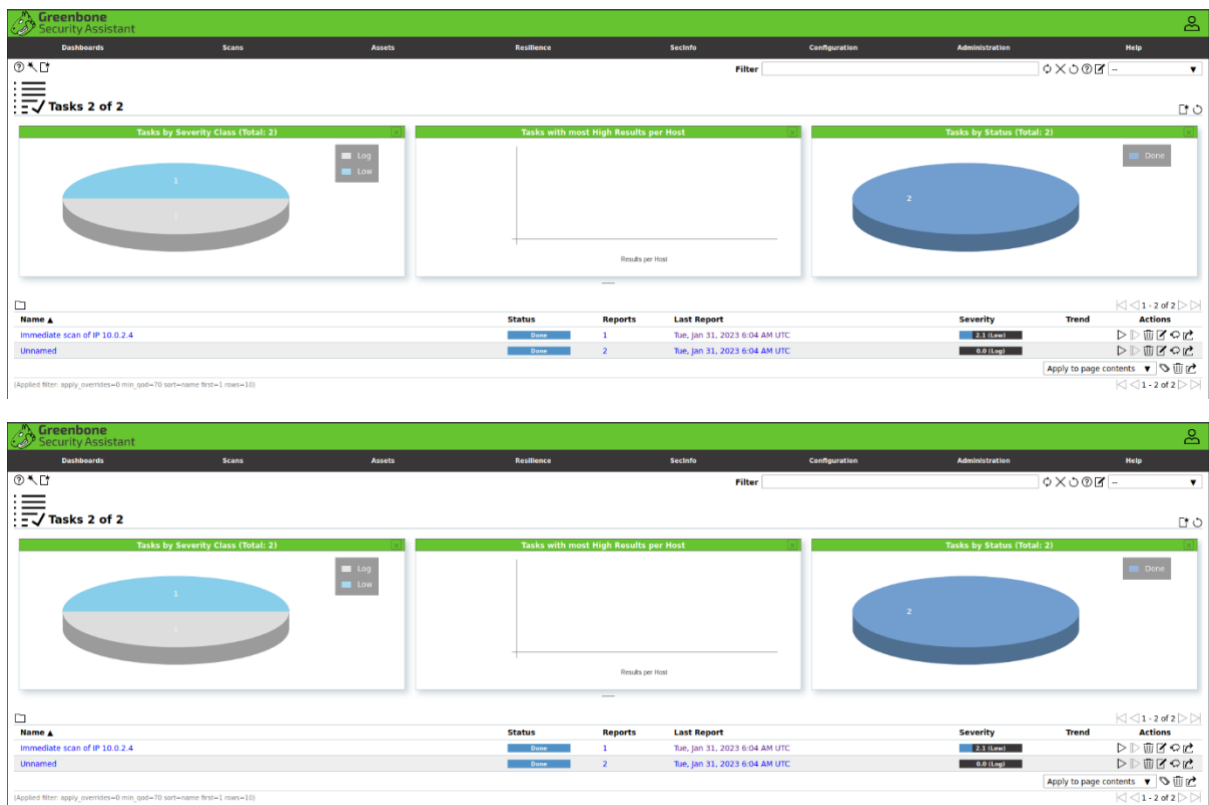 Greenbone
Security Assistant
Dashboards Scans Assets Resilience SecInfo Configuration Administration Help
Filter --
Tasks 2 of 2
Tasks by Severity Class (Total: 2) Tasks with most High Results per Host Tasks by Status (Total: 2)
Log Done
Low
1
1
2
Results per Host
1 - 2 of 2
Name ▲ Status Reports Last Report Severity Trend Actions
Immediate scan of IP 10.0.2.4 Done 1 Tue, Jan 31, 2023 6:04 AM UTC 2.1 (Low)
Unnamed Done 2 Tue, Jan 31, 2023 6:04 AM UTC 0.0 (Log)
Apply to page contents ▼
(Applied filter: apply_overrides=0 min_qod=70 sort=name first=1 rows=10) 1 - 2 of 2
Greenbone
Security Assistant
Dashboards Scans Assets Resilience SecInfo Configuration Administration Help
Filter --
Tasks 2 of 2
Tasks by Severity Class (Total: 2) Tasks with most High Results per Host Tasks by Status (Total: 2)
Log Done
Low
1
1
2
Results per Host
1 - 2 of 2
Name ▲ Status Reports Last Report Severity Trend Actions
Immediate scan of IP 10.0.2.4 Done 1 Tue, Jan 31, 2023 6:04 AM UTC 2.1 (Low)
Unnamed Done 2 Tue, Jan 31, 2023 6:04 AM UTC 0.0 (Log)
Apply to page contents ▼
(Applied filter: apply_overrides=0 min_qod=70 sort=name first=1 rows=10) 1 - 2 of 2